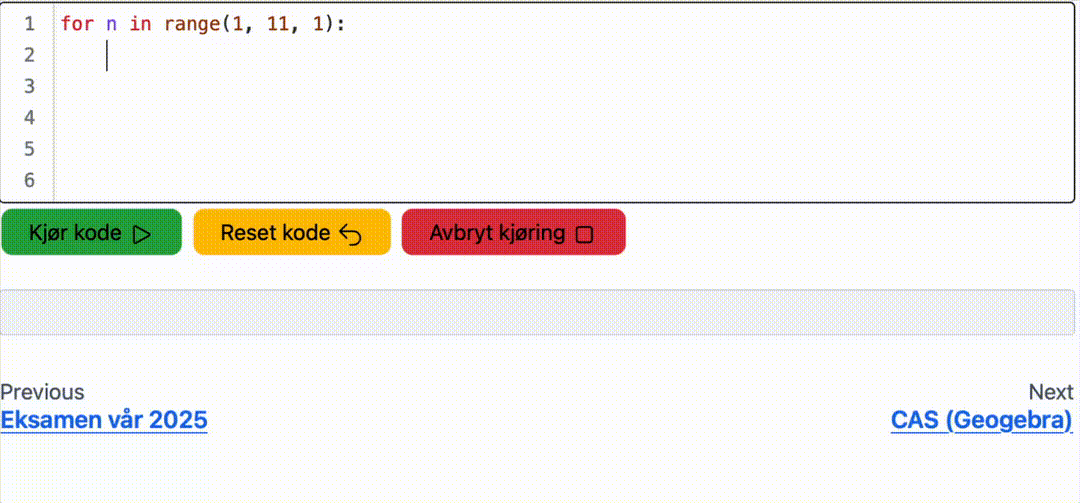 1 for n in range(1, 11, 1):
2
3
4
5
6
Kjør kode Reset kode Avbryt kjøring
Previous Next
Eksamen vår 2025 CAS (Geogebra)